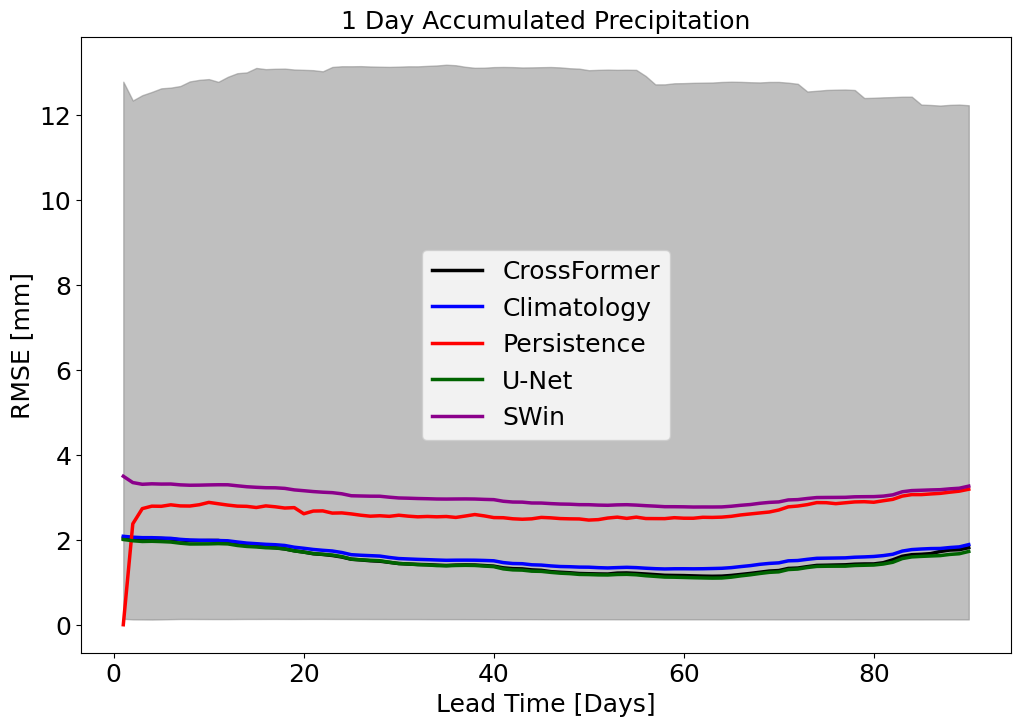 1 Day Accumulated Precipitation
RMSE [mm]
12
10
8
6
4
2
0
CrossFormer
Climatology
Persistence
U-Net
SWin
0 20 40 60 80
Lead Time [Days]